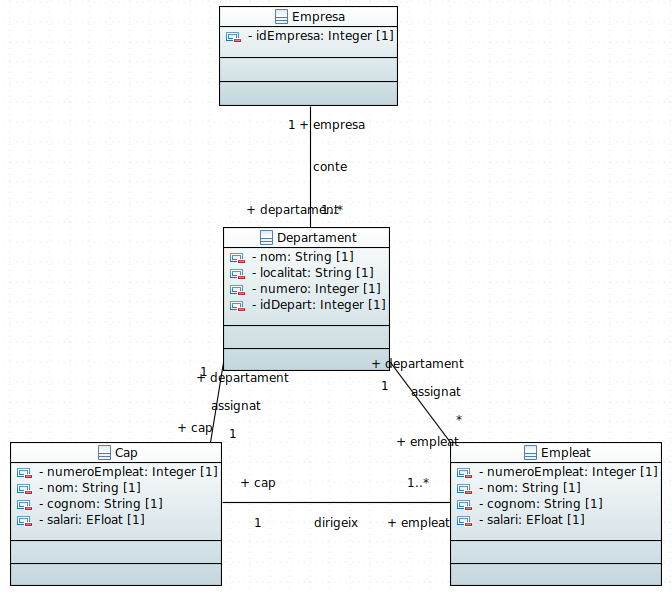 Empresa
- idEmpresa: Integer [1]
1 + empresa
conte
+ departament
1..*
Departament
- nom: String [1]
- localitat: String [1]
- numero: Integer [1]
- idDepart: Integer [1]
1
+ departament
+ departament
1
assignat
assignat
+ cap
1
*
+ empleat
Cap
- numeroEmpleat: Integer [1]
- nom: String [1]
- cognom: String [1]
- salari: EFloat [1]
+ cap
1..*
1
dirigeix
+ empleat
Empleat
- numeroEmpleat: Integer [1]
- nom: String [1]
- cognom: String [1]
- salari: EFloat [1]